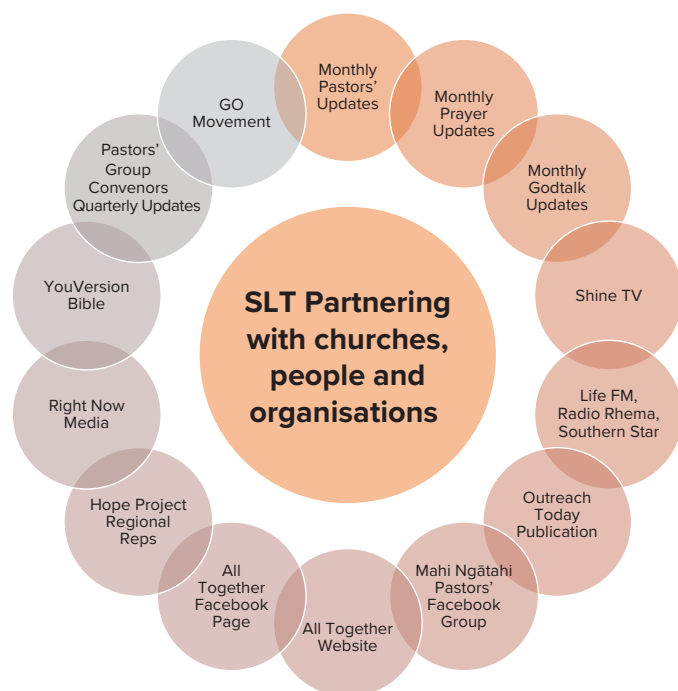 Monthly
Pastors'
Updates
Monthly
Prayer
Updates
Monthly
Godtalk
Updates
Shine TV
Life FM,
Radio Rhema,
Southern Star
Outreach
Today
Publication
Mahi Ngātahi
Pastors'
Facebook
Group
All Together
Website
All
Together
Facebook
Page
Hope Project
Regional
Reps
Right Now
Media
YouVersion
Bible
Pastors'
Group
Convenors
Quarterly Updates
GO
Movement
SLT Partnering
with churches,
people and
organisations